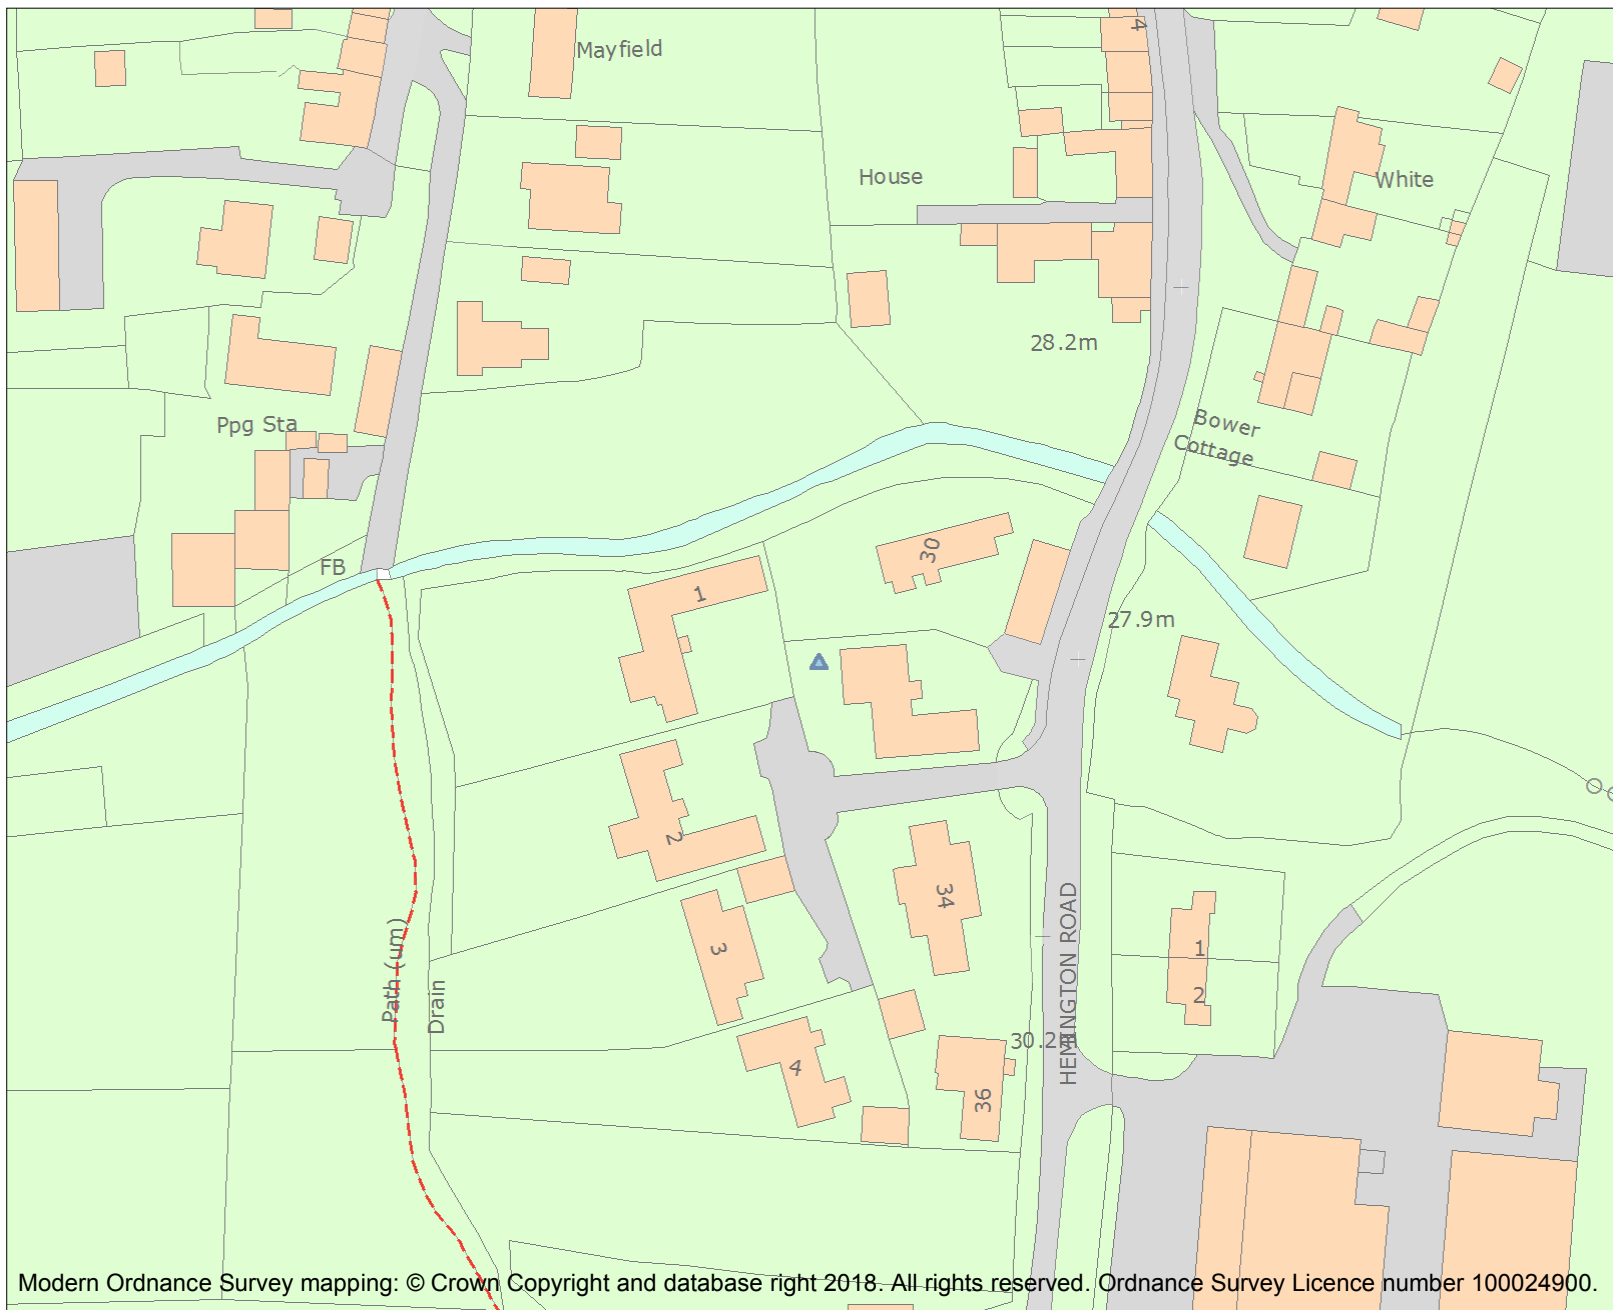 4
Mayfield
House
White
28.2m
Ppg Sta
Bower
Cottage
FB
30
1
27.9m
2
34
3
1
Path (um)
Drain
2
HEMINGTON ROAD
30.2m
4
36
Modern Ordnance Survey mapping: © Crown Copyright and database right 2018. All rights reserved. Ordnance Survey Licence number 100024900.